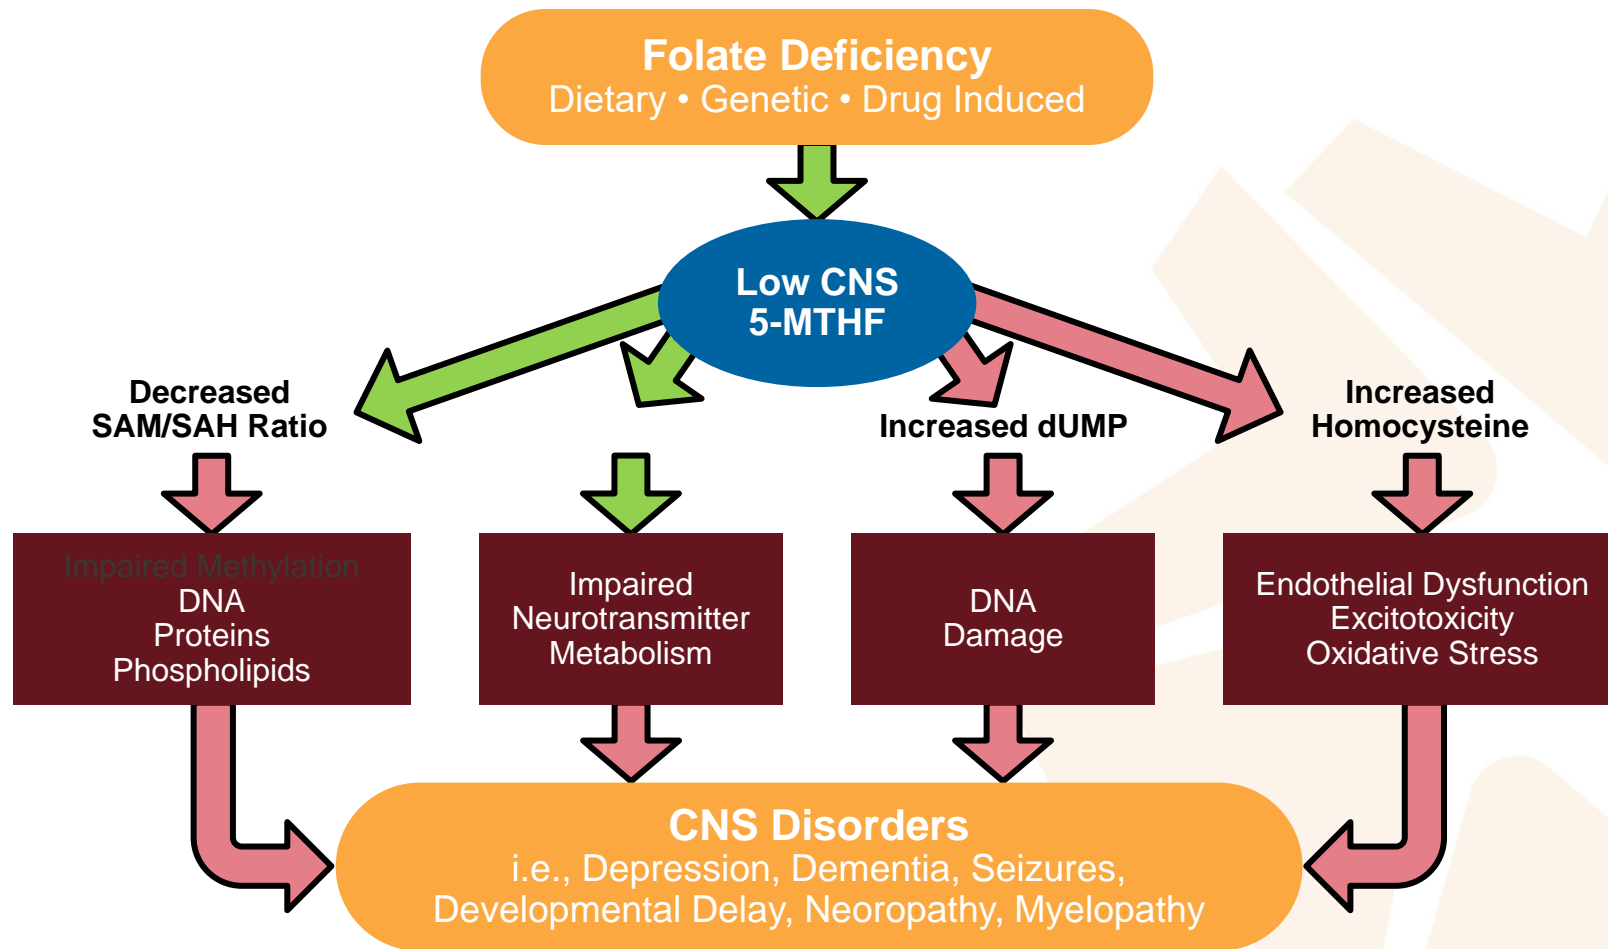 Folate Deficiency
Dietary • Genetic • Drug Induced
Low CNS
5-MTHF
Decreased
SAM/SAH Ratio
Increased dUMP
Increased
Homocysteine
Impaired Methylation
DNA
Proteins
Phospholipids
Impaired
Neurotransmitter
Metabolism
DNA
Damage
Endothelial Dysfunction
Excitotoxicity
Oxidative Stress
CNS Disorders
i.e., Depression, Dementia, Seizures,
Developmental Delay, Neoropathy, Myelopathy